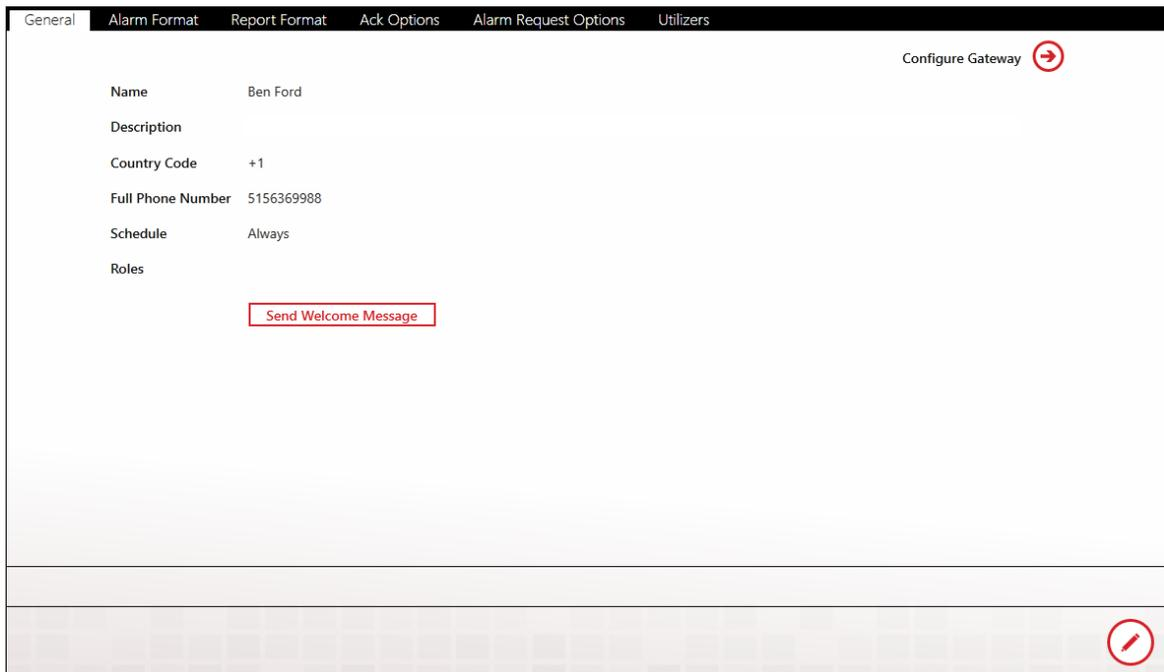 General Alarm Format Report Format Ack Options Alarm Request Options Utilizers
Configure Gateway
Name Ben Ford
Description
Country Code +1
Full Phone Number 5156369988
Schedule Always
Roles
Send Welcome Message